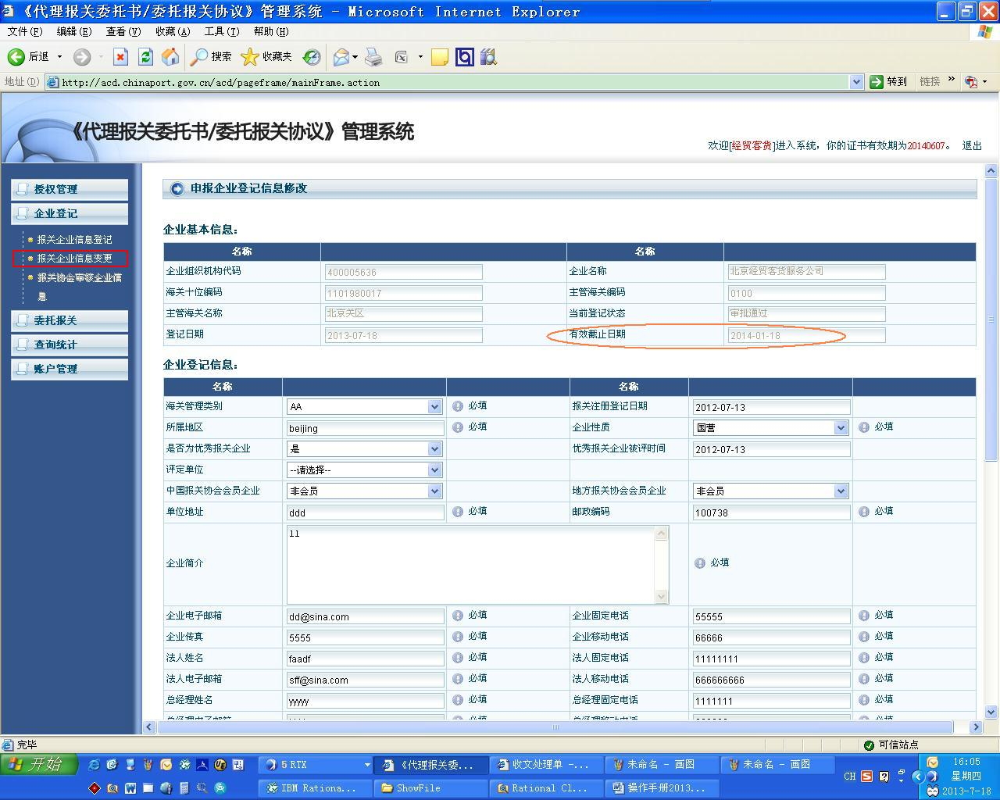 《代理报关委托书/委托报关协议》管理系统 - Microsoft Internet Explorer
文件(F) 编辑(E) 查看(V) 收藏(A) 工具(T) 帮助(H)
后退 搜索 收藏夹
地址(D) http://acd.chinaport.gov.cn/acd/pageframe/mainFrame.action 转到 链接 »
《代理报关委托书/委托报关协议》管理系统
欢迎[经贸客货]进入系统，你的证书有效期为20140607。 退出
授权管理
企业登记
报关企业信息登记
报关企业信息变更
报关协会审核企业信
息
委托报关
查询统计
账户管理
申报企业登记信息修改
企业基本信息:
名称 名称
企业组织机构代码 400005636 企业名称 北京经贸客货服务公司
海关十位编码 1101980017 主管海关编码 0100
主管海关名称 北京关区 当前登记状态 审批通过
登记日期 2013-07-18 有效截止日期 2014-01-18
企业登记信息:
名称 名称
海关管理类别 AA 必填 报关注册登记日期 2012-07-13
所属地区 beijing 必填 企业性质 国营 必填
是否为优秀报关企业 是 优秀报关企业被评时间 2012-07-13
评定单位 --请选择--
中国报关协会会员企业 非会员 地方报关协会会员企业 非会员
单位地址 ddd 必填 邮政编码 100738 必填
企业简介 11 必填
企业电子邮箱 dd@sina.com 必填 企业固定电话 55555 必填
企业传真 5555 必填 企业移动电话 66666 必填
法人姓名 faadf 必填 法人固定电话 11111111 必填
法人电子邮箱 sff@sina.com 必填 法人移动电话 666666666 必填
总经理姓名 yyyy 必填 总经理固定电话 1111111 必填
总经理电子邮箱 必填 总经理移动电话 必填
完毕 可信站点
开始 5 RTX 《代理报关委... 收文处理单 -... 未命名 - 画图 未命名 - 画图
IBM Rationa... ShowFile Rational Cl... 操作手册2013...
CH
16:05
星期四
2013-7-18